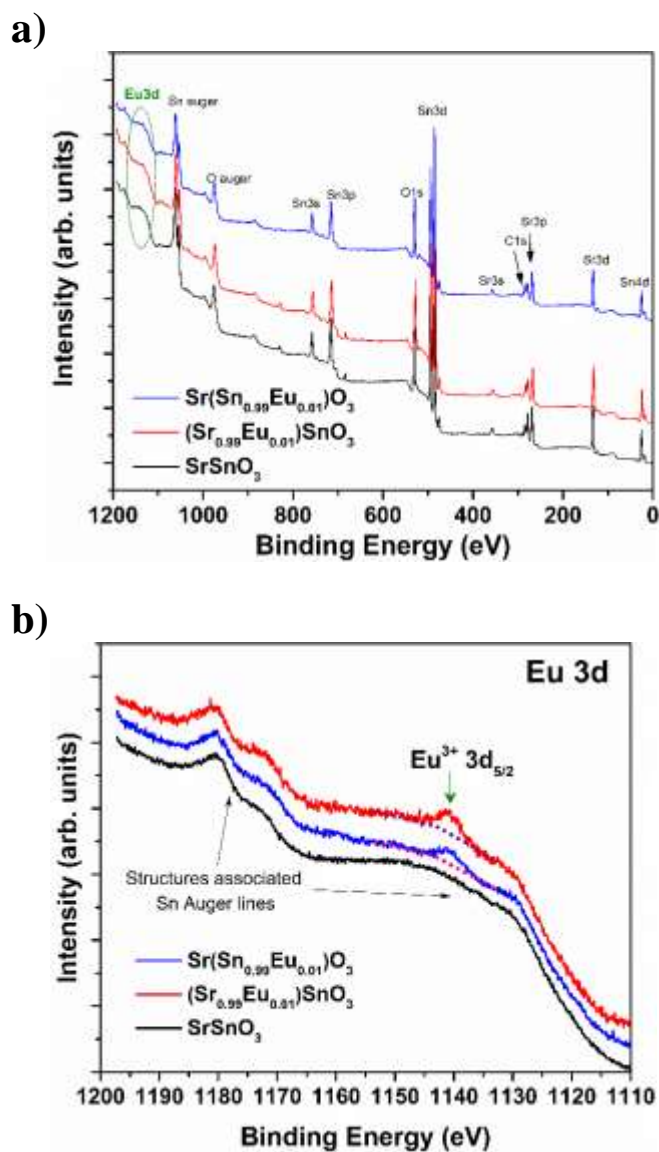 a)
Eu3d
Sn auger
O auger
Sn3s
Sn3p
O1s
Sn3d
Sr3s
C1s
Sr3p
Sr3d
Sn4d
Intensity (arb. units)
Sr(Sn0.99Eu0.01)O3
(Sr0.99Eu0.01)SnO3
SrSnO3
1200 1000 800 600 400 200 0
Binding Energy (eV)
b)
Eu 3d
Eu3+ 3d5/2
Structures associated
Sn Auger lines
Intensity (arb. units)
Sr(Sn0.99Eu0.01)O3
(Sr0.99Eu0.01)SnO3
SrSnO3
1200 1190 1180 1170 1160 1150 1140 1130 1120 1110
Binding Energy (eV)